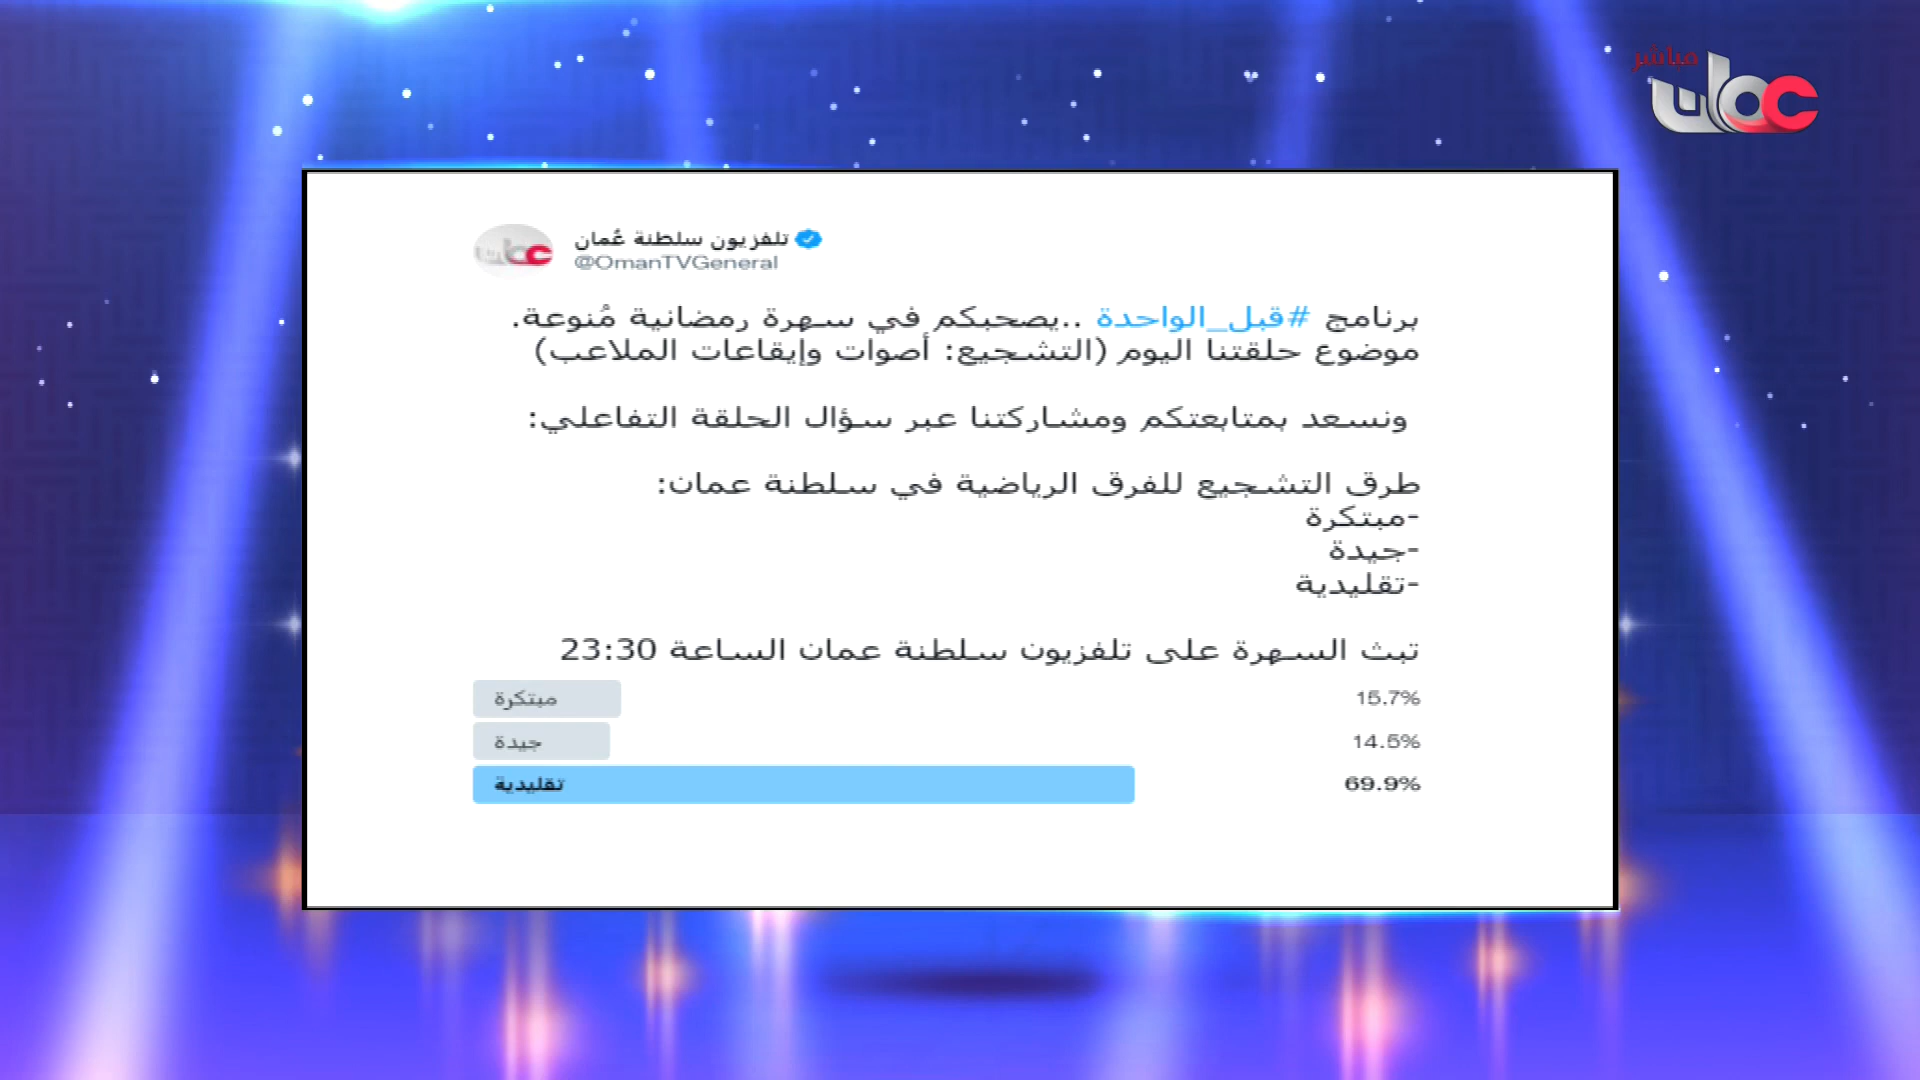 مباشر
عمان
تلفزيون سلطنة عُمان
@OmanTVGeneral
برنامج #قبل_الواحدة ..يصحبكم في سهرة رمضانية مُنوعة.
موضوع حلقتنا اليوم (التشجيع: أصوات وإيقاعات الملاعب)
ونسعد بمتابعتكم ومشاركتنا عبر سؤال الحلقة التفاعلي:
طرق التشجيع للفرق الرياضية في سلطنة عمان:
-مبتكرة
-جيدة
-تقليدية
تبث السهرة على تلفزيون سلطنة عمان الساعة 23:30
مبتكرة 15.7%
جيدة 14.5%
تقليدية 69.9%